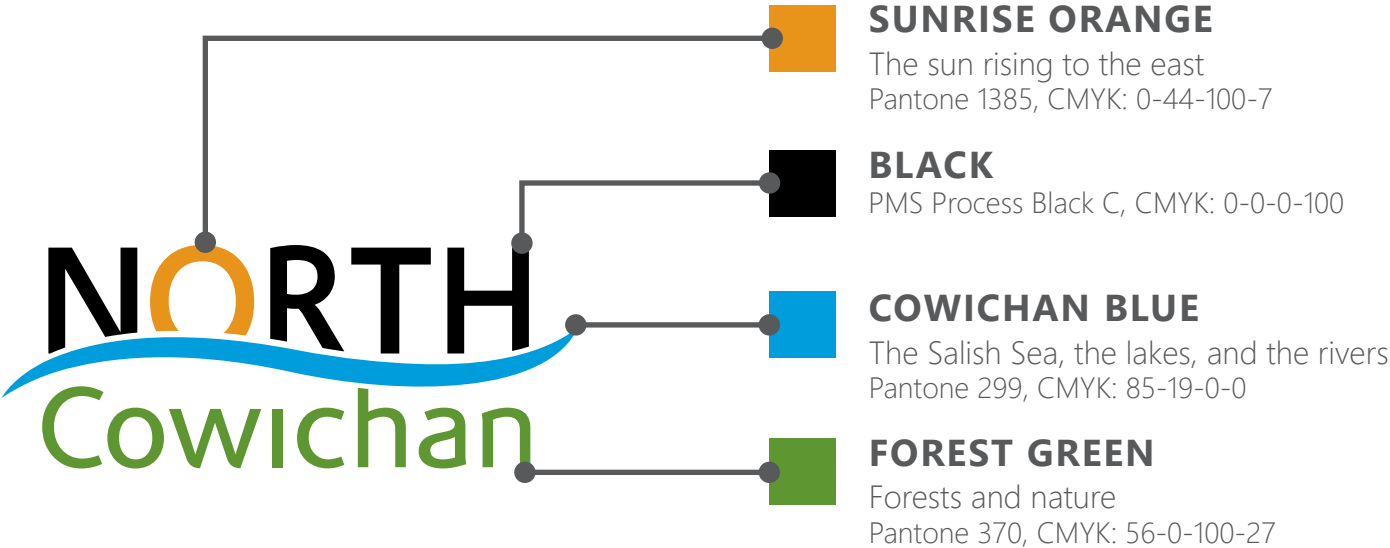 NORTH
Cowichan
SUNRISE ORANGE
The sun rising to the east
Pantone 1385, CMYK: 0-44-100-7
BLACK
PMS Process Black C, CMYK: 0-0-0-100
COWICHAN BLUE
The Salish Sea, the lakes, and the rivers
Pantone 299, CMYK: 85-19-0-0
FOREST GREEN
Forests and nature
Pantone 370, CMYK: 56-0-100-27